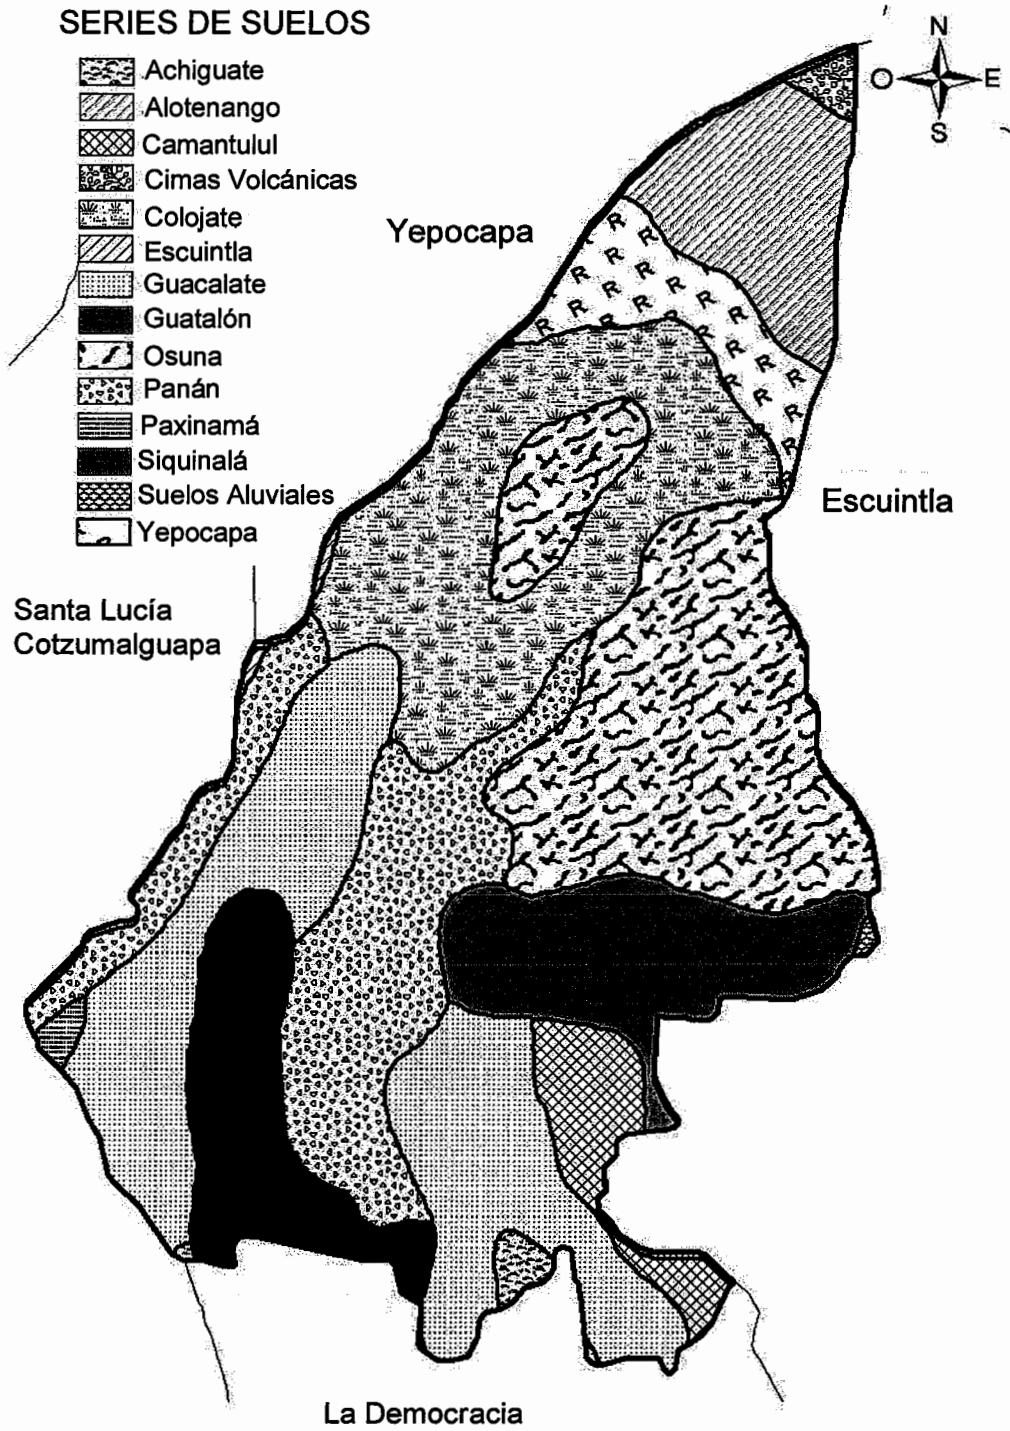 SERIES DE SUELOS
Achiguate
Alotenango
Camantulul
Cimas Volcánicas
Colojate
Escuintla
Guacalate
Guatalón
Osuna
Panán
Paxinamá
Siquinalá
Suelos Aluviales
Yepocapa
N
O E
S
Yepocapa
Escuintla
Santa Lucía
Cotzumalguapa
La Democracia